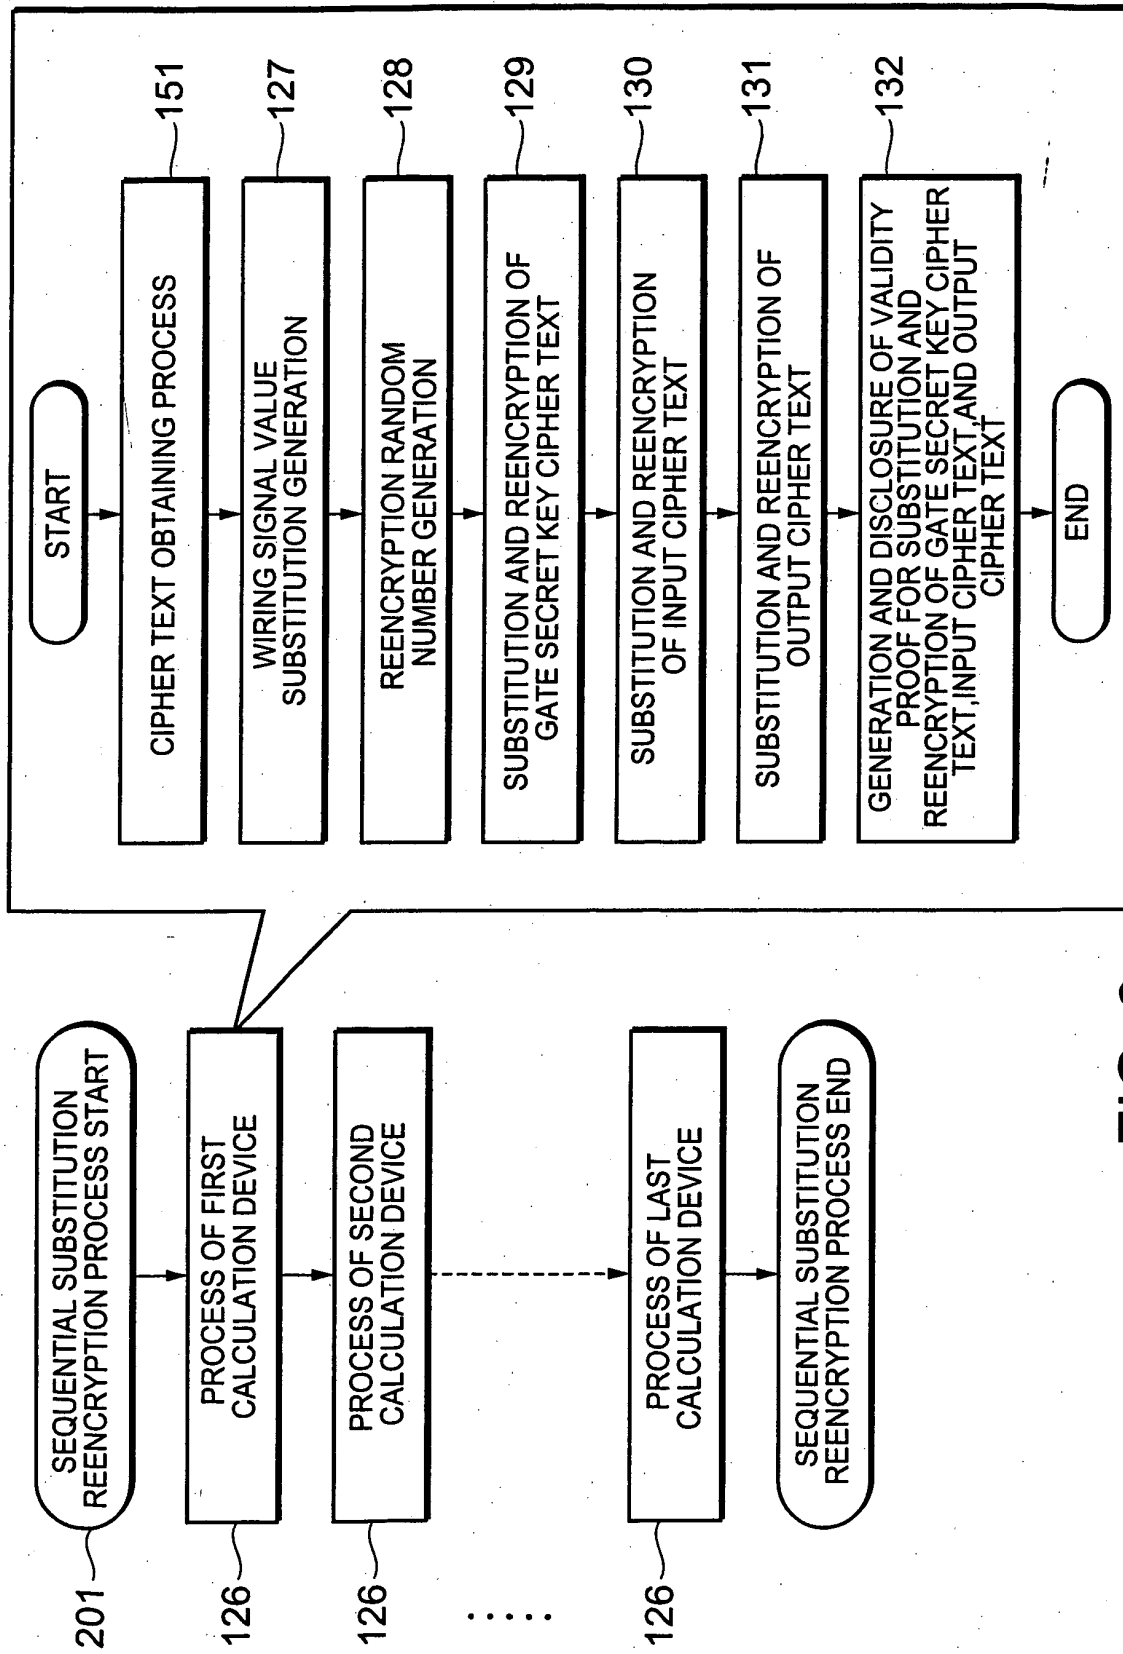 SEQUENTIAL SUBSTITUTION
REENCRYPTION PROCESS START
201
PROCESS OF FIRST
CALCULATION DEVICE
126
PROCESS OF SECOND
CALCULATION DEVICE
126
PROCESS OF LAST
CALCULATION DEVICE
126
SEQUENTIAL SUBSTITUTION
REENCRYPTION PROCESS END
START
CIPHER TEXT OBTAINING PROCESS
151
WIRING SIGNAL VALUE
SUBSTITUTION GENERATION
127
REENCRYPTION RANDOM
NUMBER GENERATION
128
SUBSTITUTION AND REENCRYPTION OF
GATE SECRET KEY CIPHER TEXT
129
SUBSTITUTION AND REENCRYPTION
OF INPUT CIPHER TEXT
130
SUBSTITUTION AND REENCRYPTION OF
OUTPUT CIPHER TEXT
131
GENERATION AND DISCLOSURE OF VALIDITY
PROOF FOR SUBSTITUTION AND
REENCRYPTION OF GATE SECRET KEY CIPHER
TEXT,INPUT CIPHER TEXT,AND OUTPUT
CIPHER TEXT
132
END